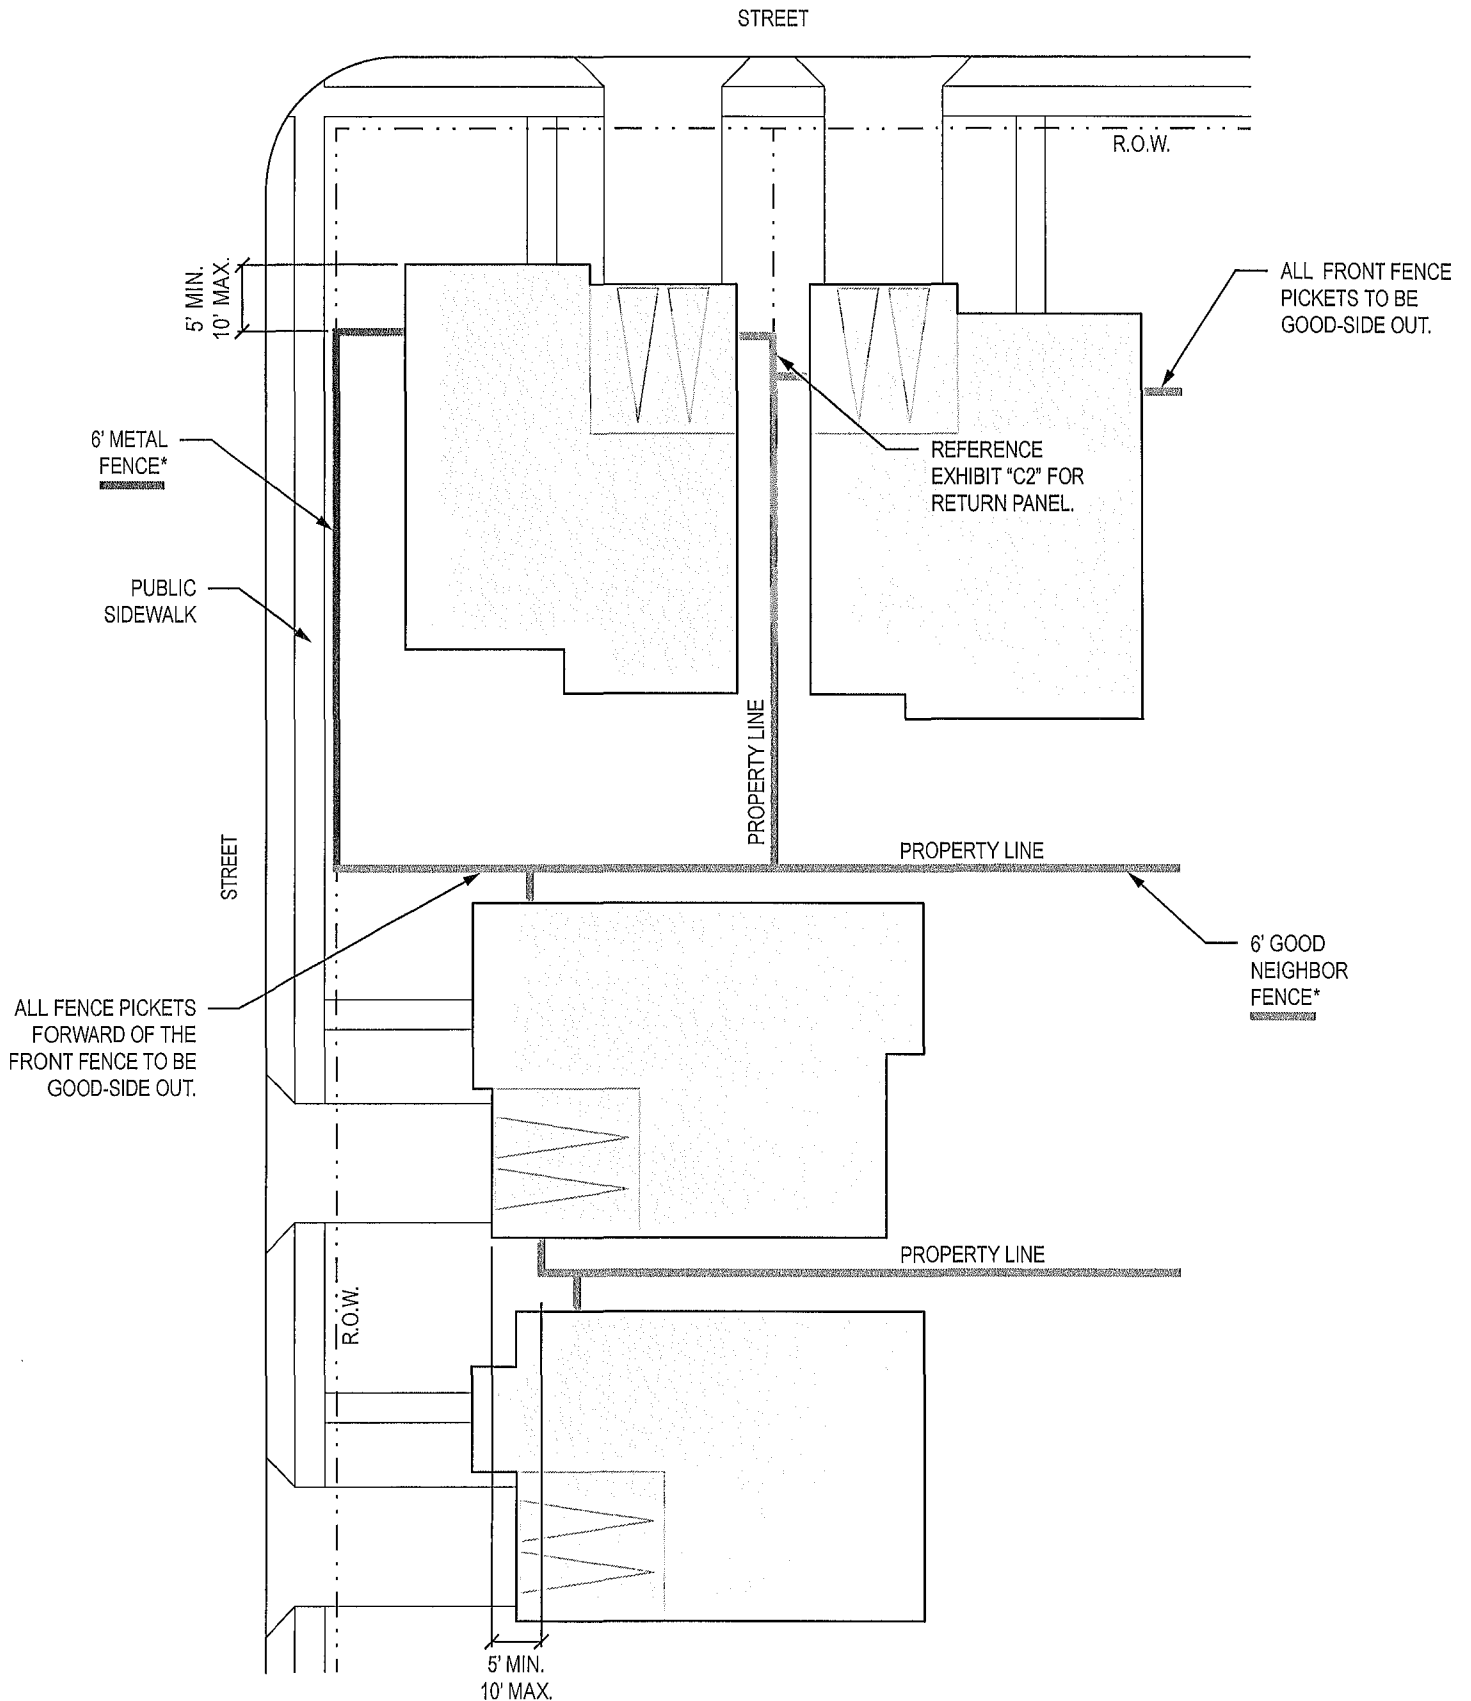 STREET
R.O.W.
5' MIN.
10' MAX.
ALL FRONT FENCE
PICKETS TO BE
GOOD-SIDE OUT.
6' METAL
FENCE*
REFERENCE
EXHIBIT "C2" FOR
RETURN PANEL.
PUBLIC
SIDEWALK
PROPERTY LINE
STREET
PROPERTY LINE
6' GOOD
NEIGHBOR
FENCE*
ALL FENCE PICKETS
FORWARD OF THE
FRONT FENCE TO BE
GOOD-SIDE OUT.
PROPERTY LINE
R.O.W.
5' MIN.
10' MAX.